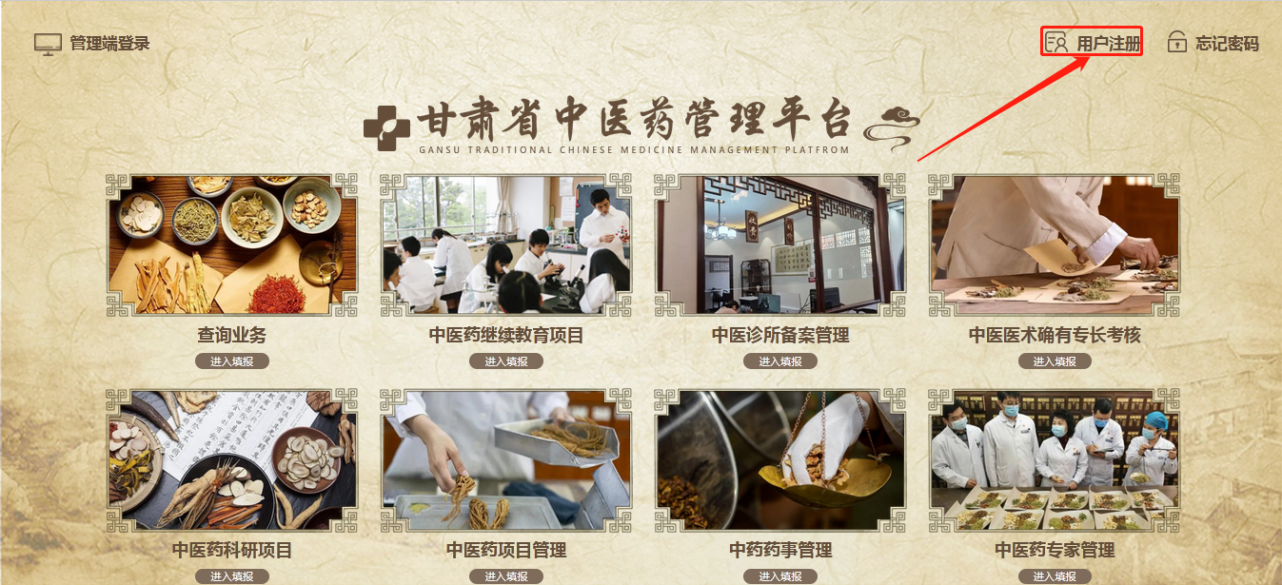 管理端登录
用户注册
忘记密码
甘肃省中医药管理平台
GANSU TRADITIONAL CHINESE MEDICINE MANAGEMENT PLATFROM
查询业务
中医药继续教育项目
中医诊所备案管理
中医医术确有专长考核
进入填报
进入填报
进入填报
进入填报
中医药科研项目
中医药项目管理
中药药事管理
中医药专家管理
进入填报
进入填报
进入填报
进入填报